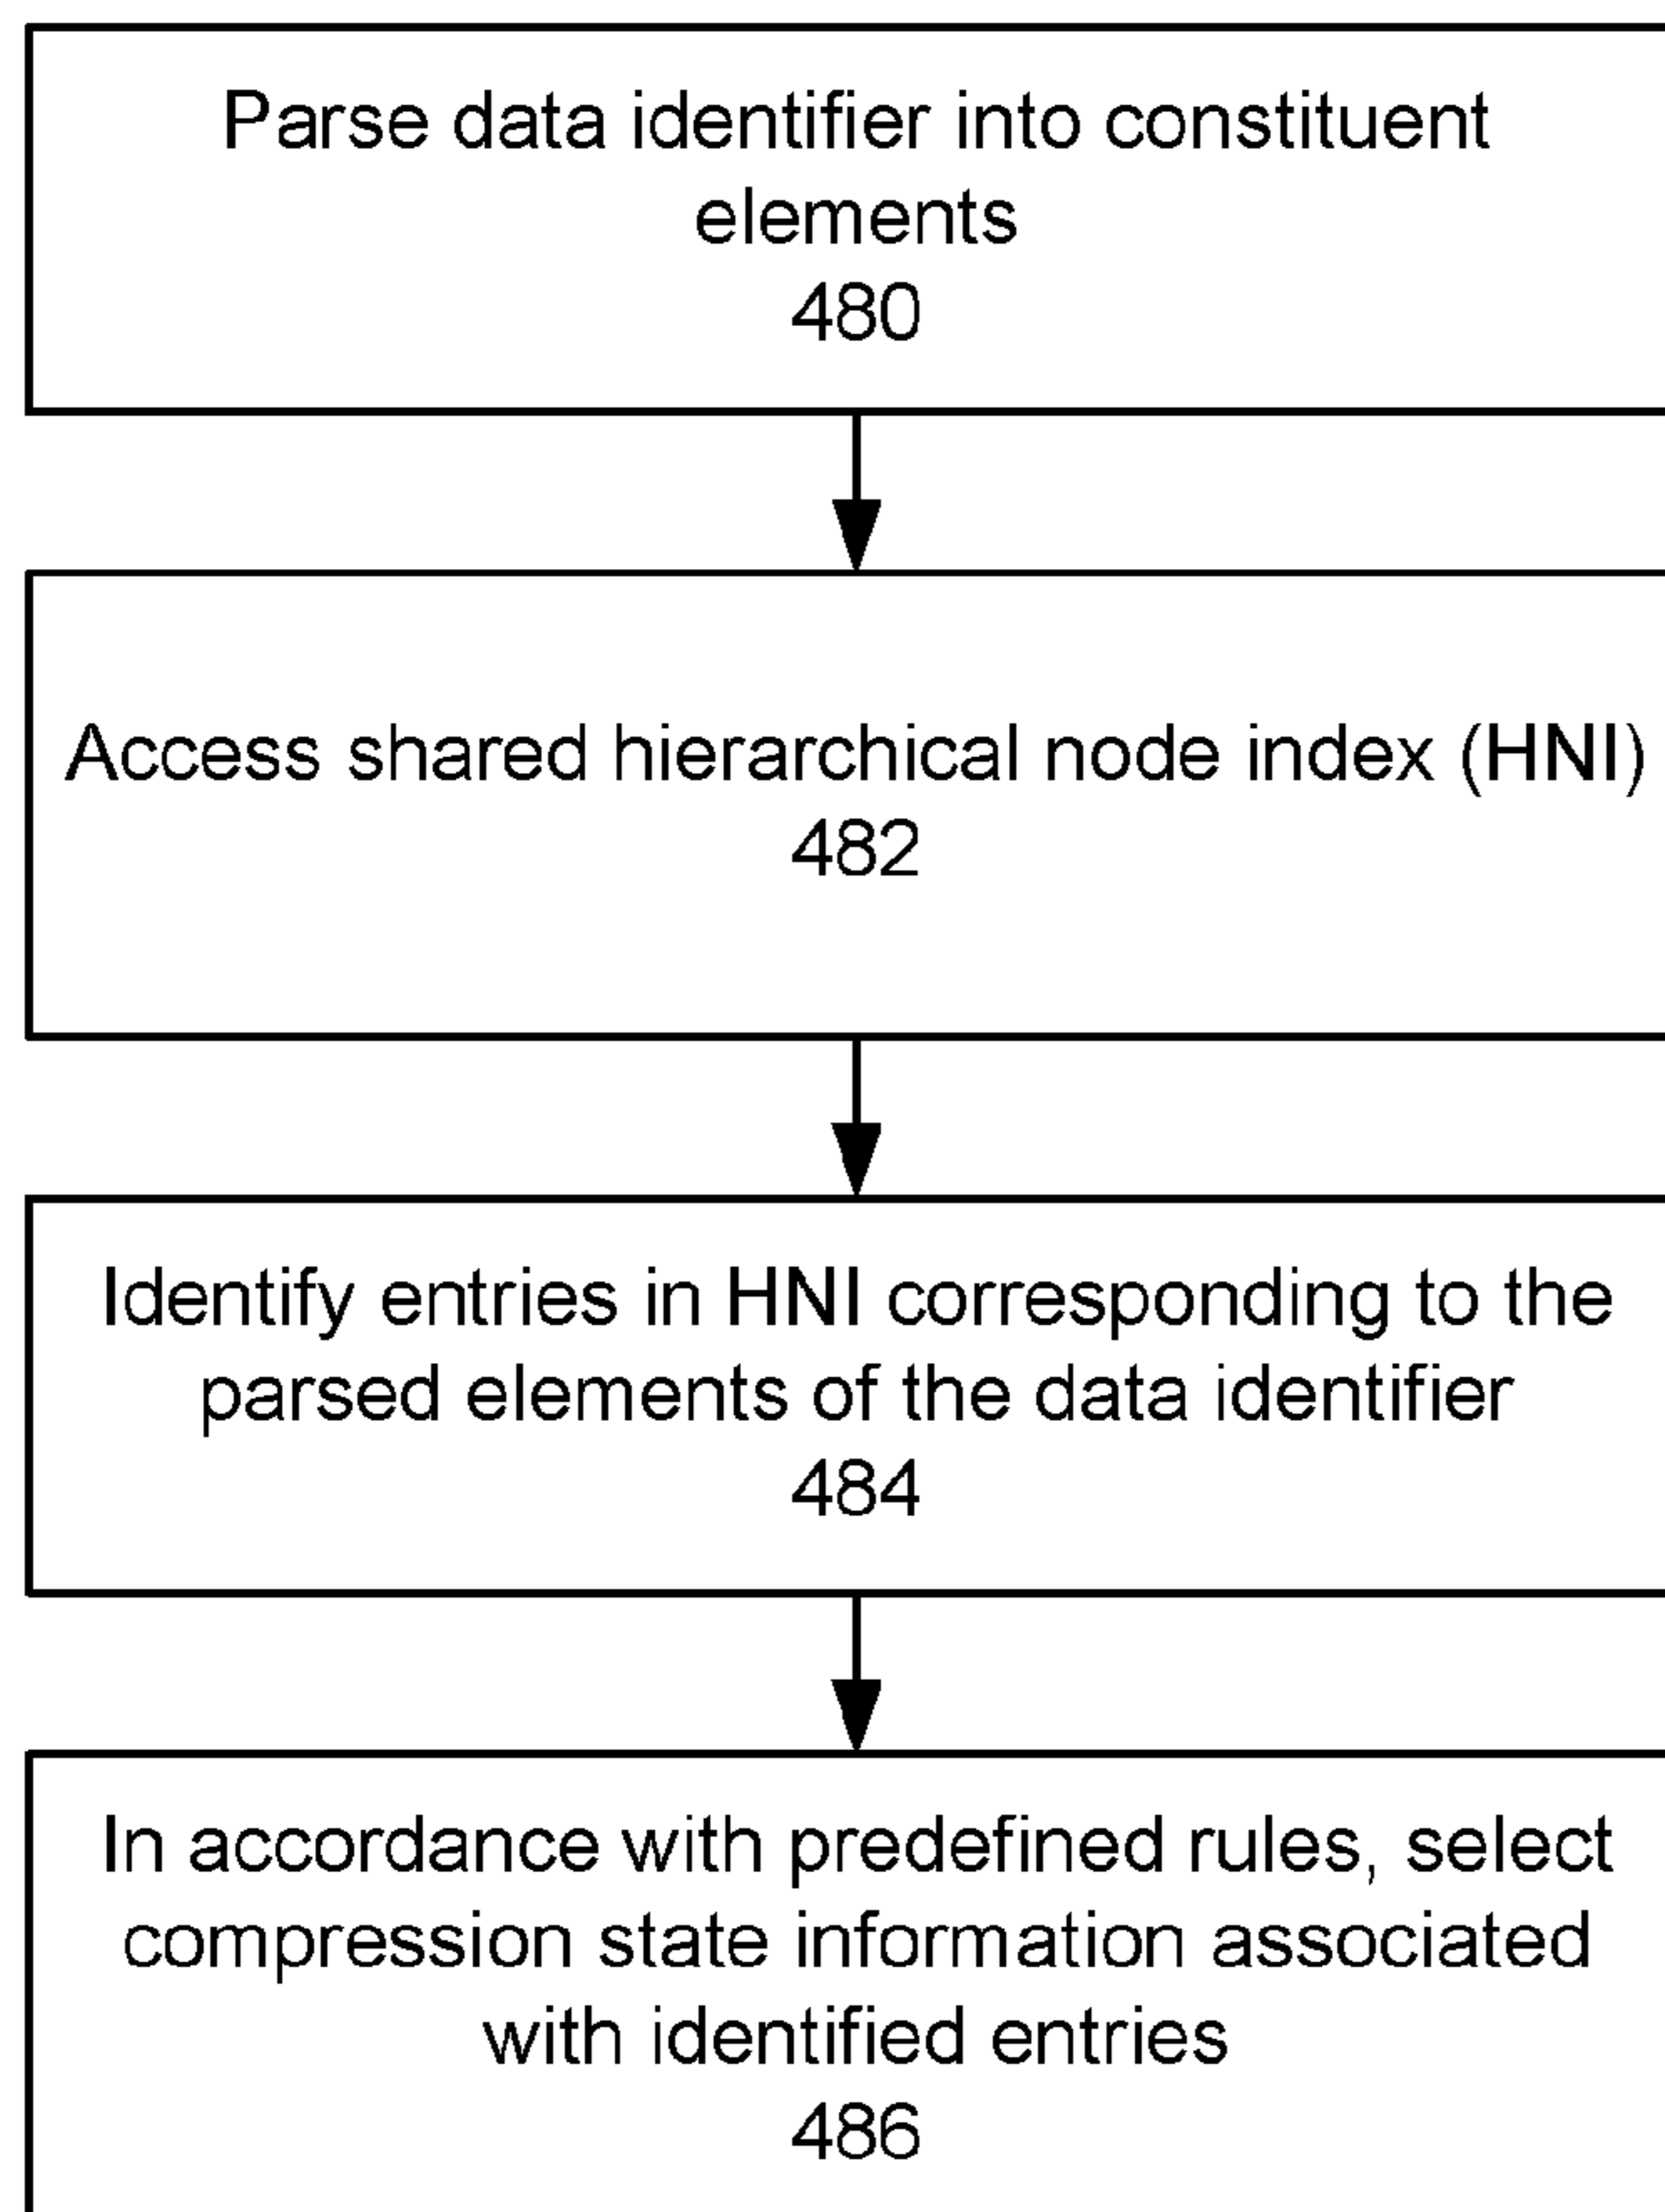 Parse data identifier into constituent
elements
480
Access shared hierarchical node index (HNI)
482
Identify entries in HNI corresponding to the
parsed elements of the data identifier
484
In accordance with predefined rules, select
compression state information associated
with identified entries
486